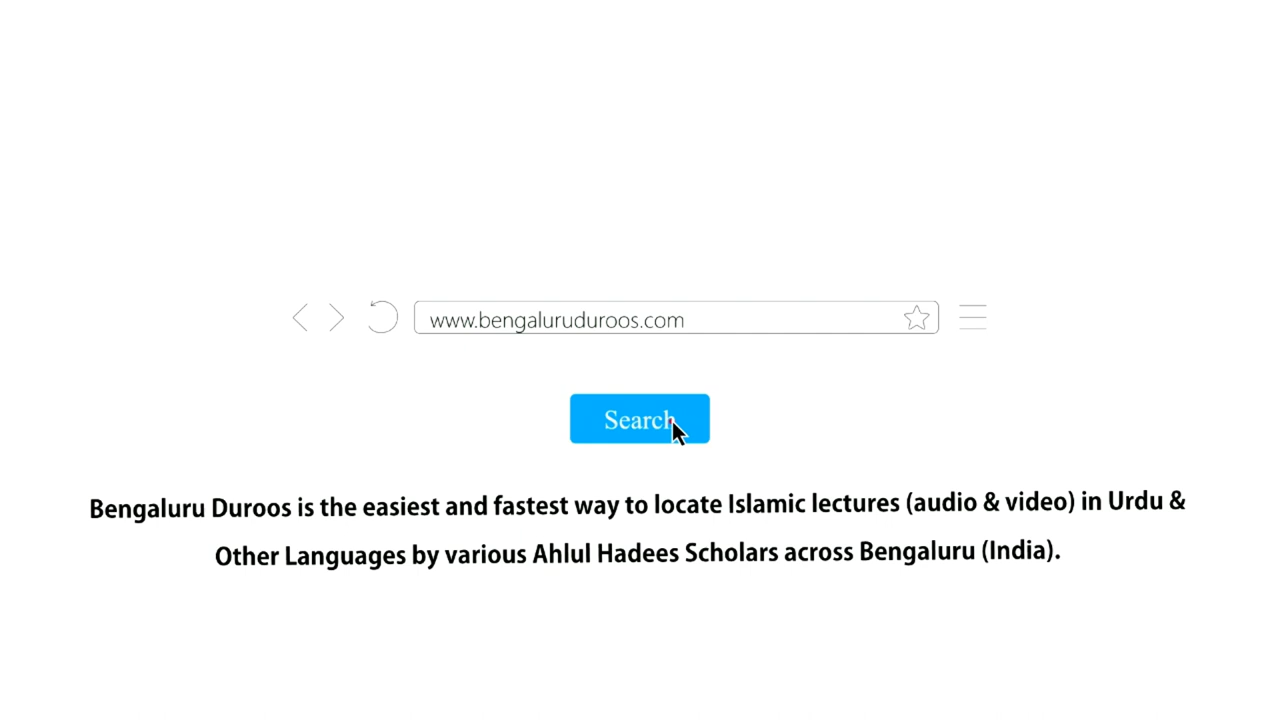 www.bengaluruduroos.com
Search
Bengaluru Duroos is the easiest and fastest way to locate Islamic lectures (audio & video) in Urdu &
Other Languages by various Ahlul Hadees Scholars across Bengaluru (India).